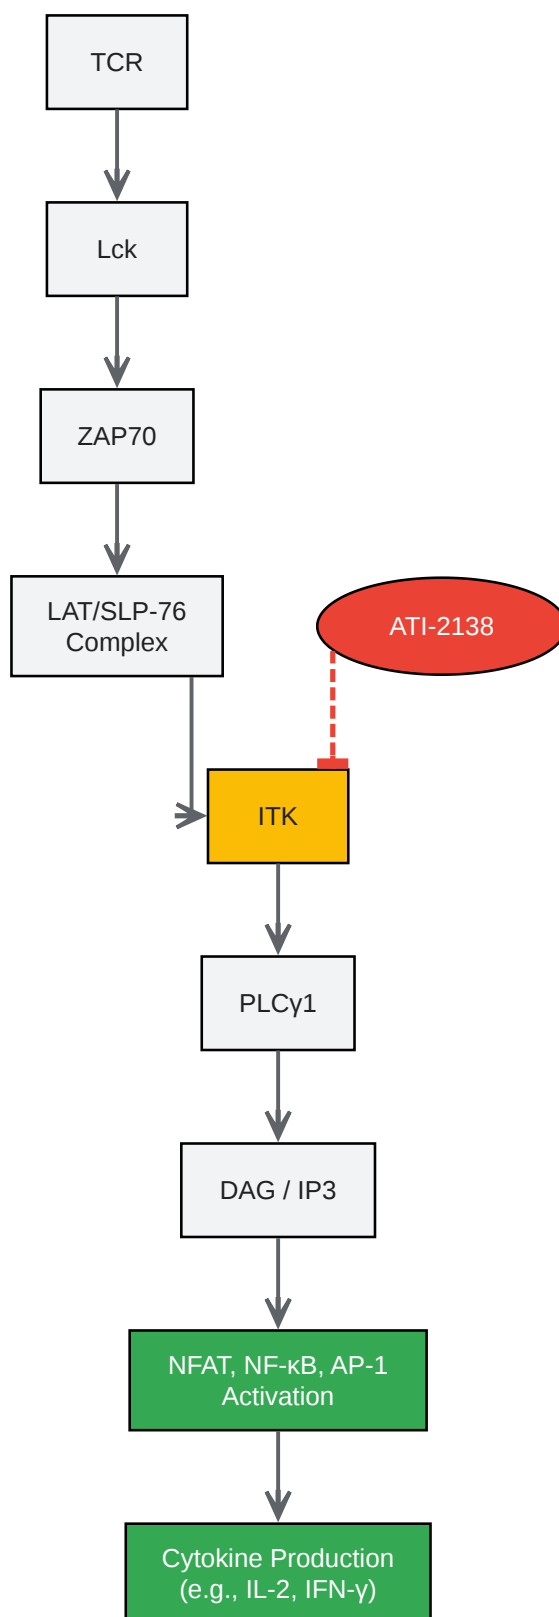 TCR
Lck
ZAP70
LAT/SLP-76
Complex
ATI-2138
ITK
PLCγ1
DAG / IP3
NFAT, NF-κB, AP-1
Activation
Cytokine Production
(e.g., IL-2, IFN-γ)